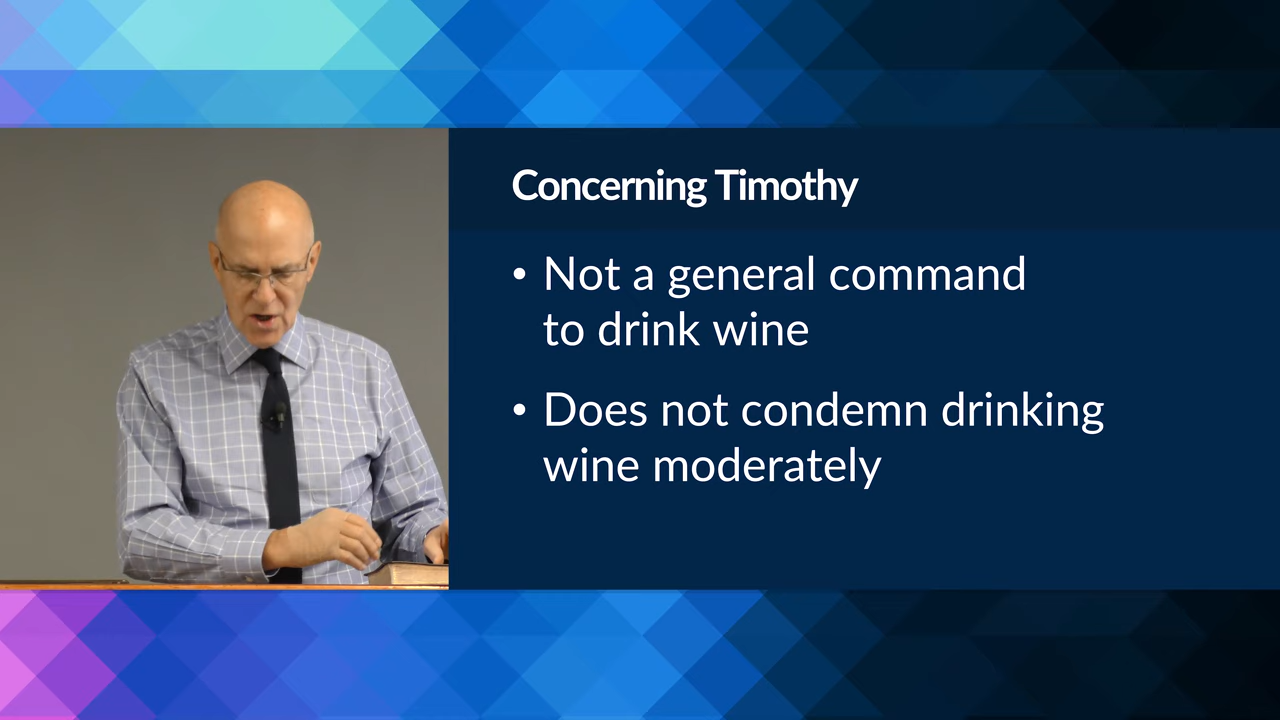 Concerning Timothy
• Not a general command
to drink wine
• Does not condemn drinking
wine moderately